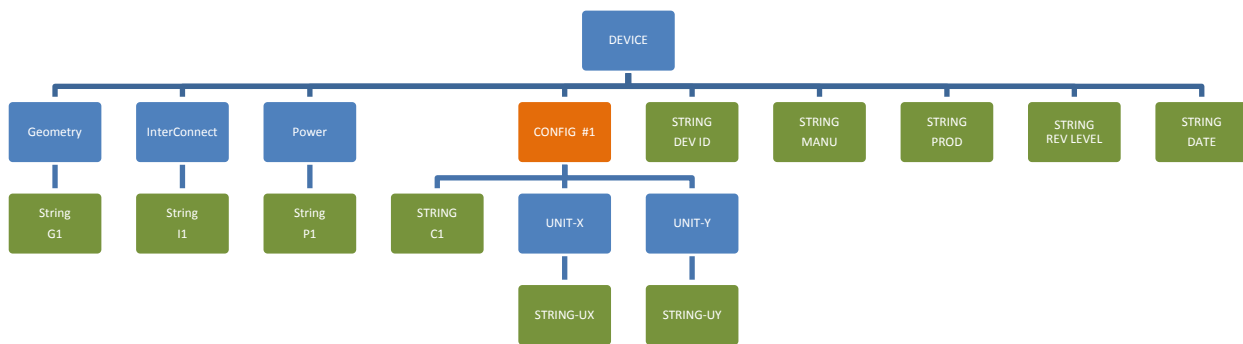 DEVICE
Geometry
InterConnect
Power
CONFIG #1
STRING
DEV ID
STRING
MANU
STRING
PROD
STRING
REV LEVEL
STRING
DATE
String
G1
String
I1
String
P1
STRING
C1
UNIT-X
UNIT-Y
STRING-UX
STRING-UY